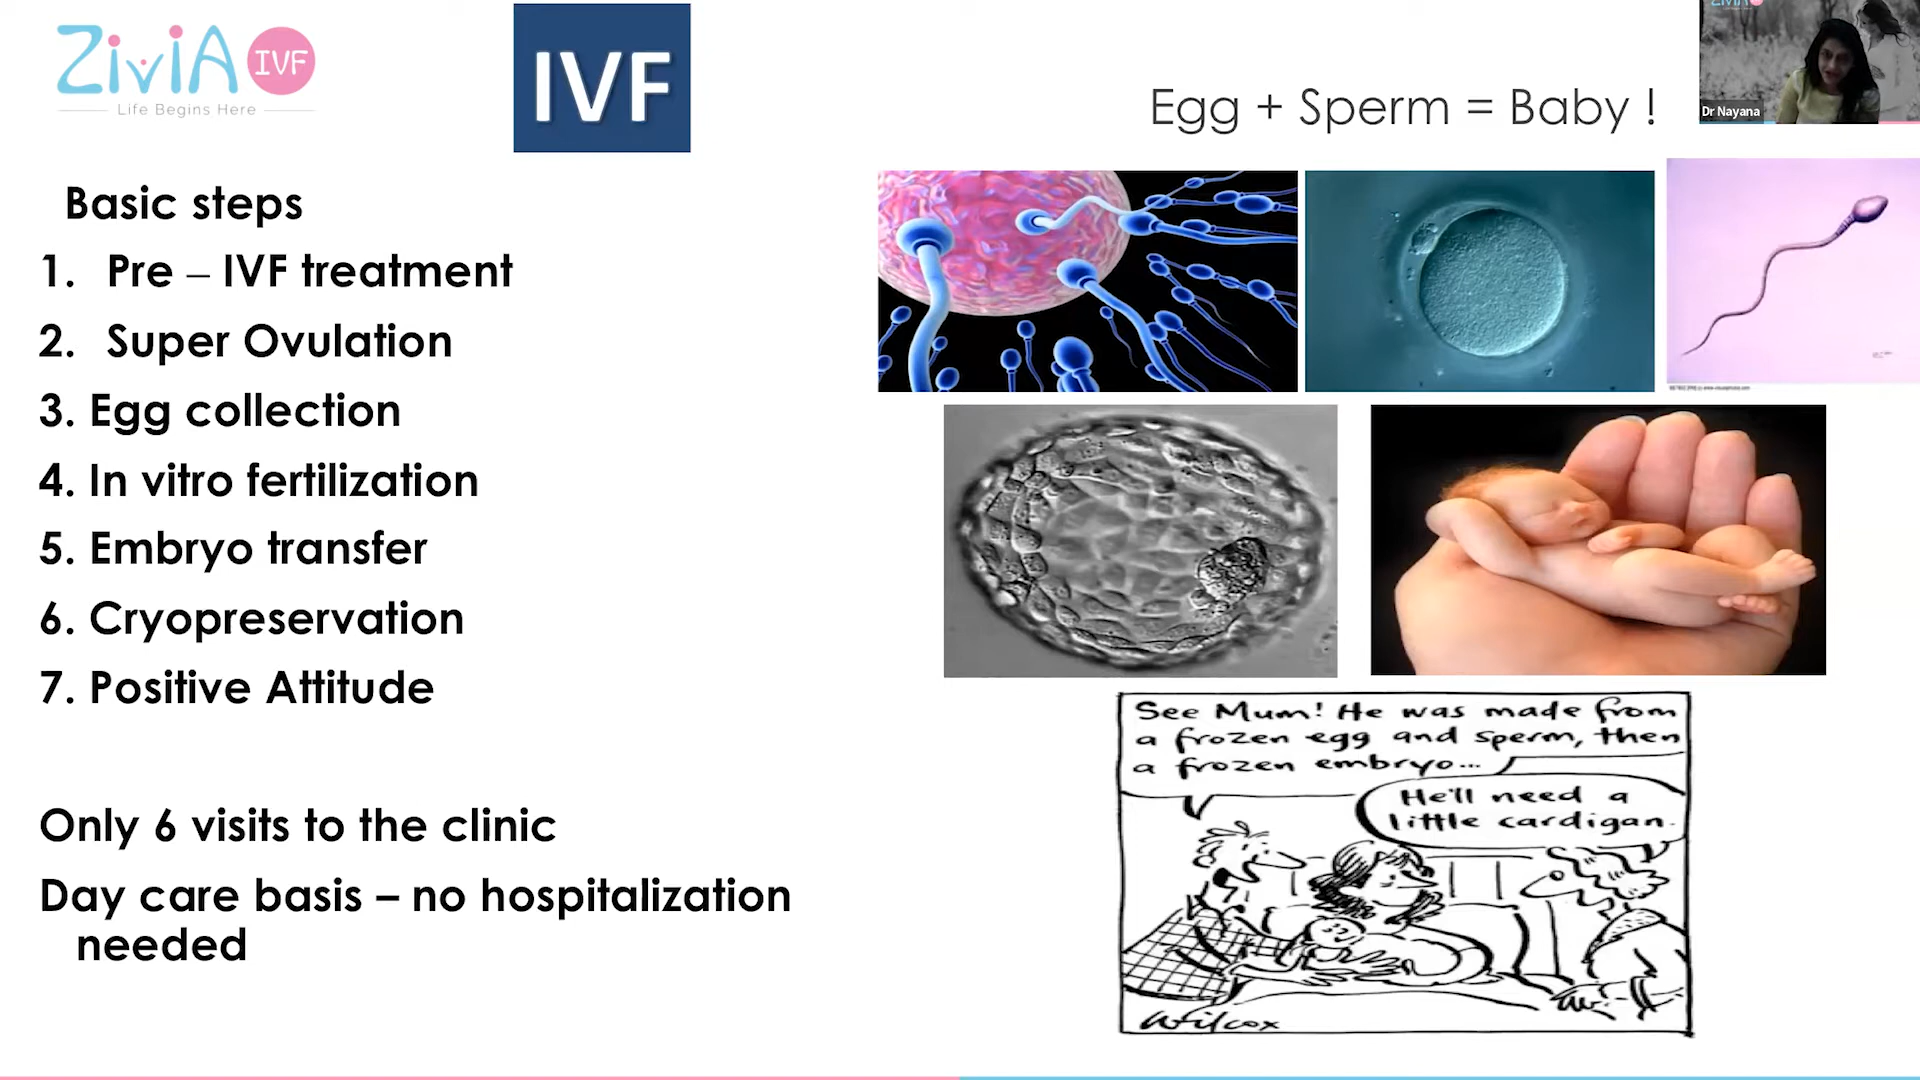 ZiviA IVF
Life Begins Here
IVF
Egg + Sperm = Baby !
Dr Nayana
Basic steps
1. Pre – IVF treatment
2. Super Ovulation
3. Egg collection
4. In vitro fertilization
5. Embryo transfer
6. Cryopreservation
7. Positive Attitude
Only 6 visits to the clinic
Day care basis – no hospitalization
needed
See Mum! He was made from
a frozen egg and sperm, then
a frozen embryo...
He'll need a
little cardigan.
Wilcox